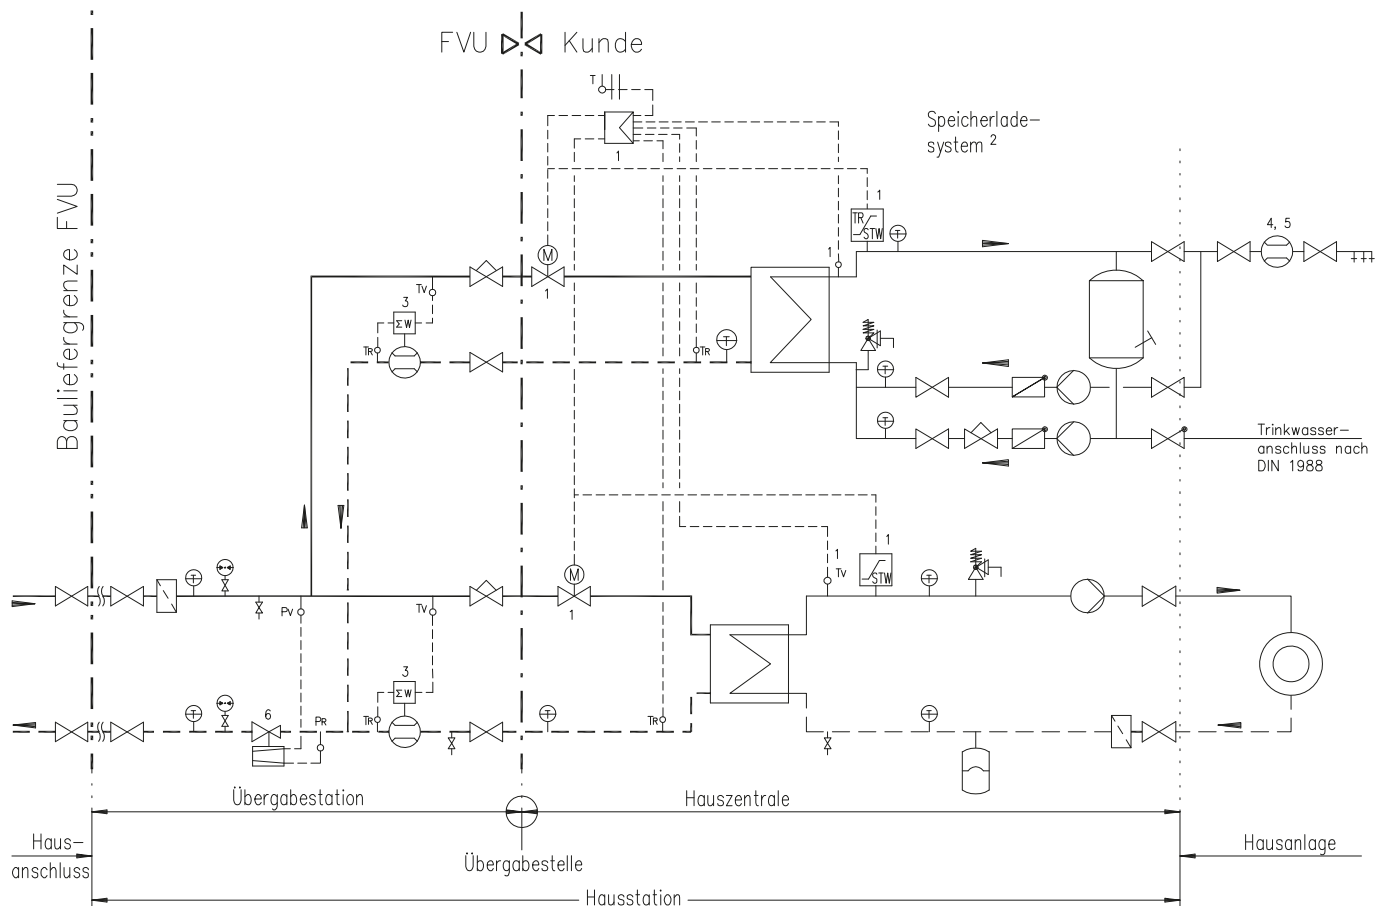 FVU Kunde
Bauliefergrenze FVU
T
1
Speicherlade-
system 2
1
TR
STW
T
4, 5
M
1
1
Tv
3
ΣW
TR
TR
T
T
T
Trinkwasser-
anschluss nach
DIN 1988
M
1
1
Tv
1
STW
T
T
Pv
Tv
3
ΣW
T
6
PR
TR
T
TR
T
Übergabestation
Hauszentrale
Haus-
anschluss
Übergabestelle
Hausanlage
Hausstation